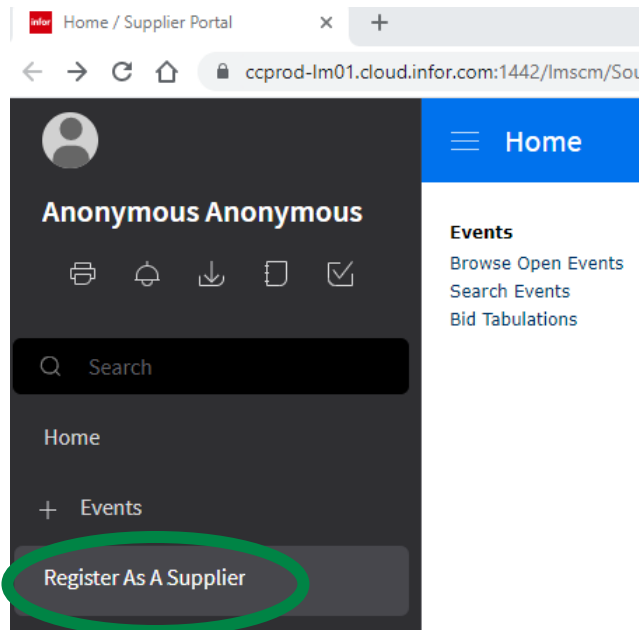 infor Home / Supplier Portal
ccprod-lm01.cloud.infor.com:1442/lmscm/Sou
Anonymous Anonymous
Search
Home
+ Events
Register As A Supplier
Home
Events
Browse Open Events
Search Events
Bid Tabulations